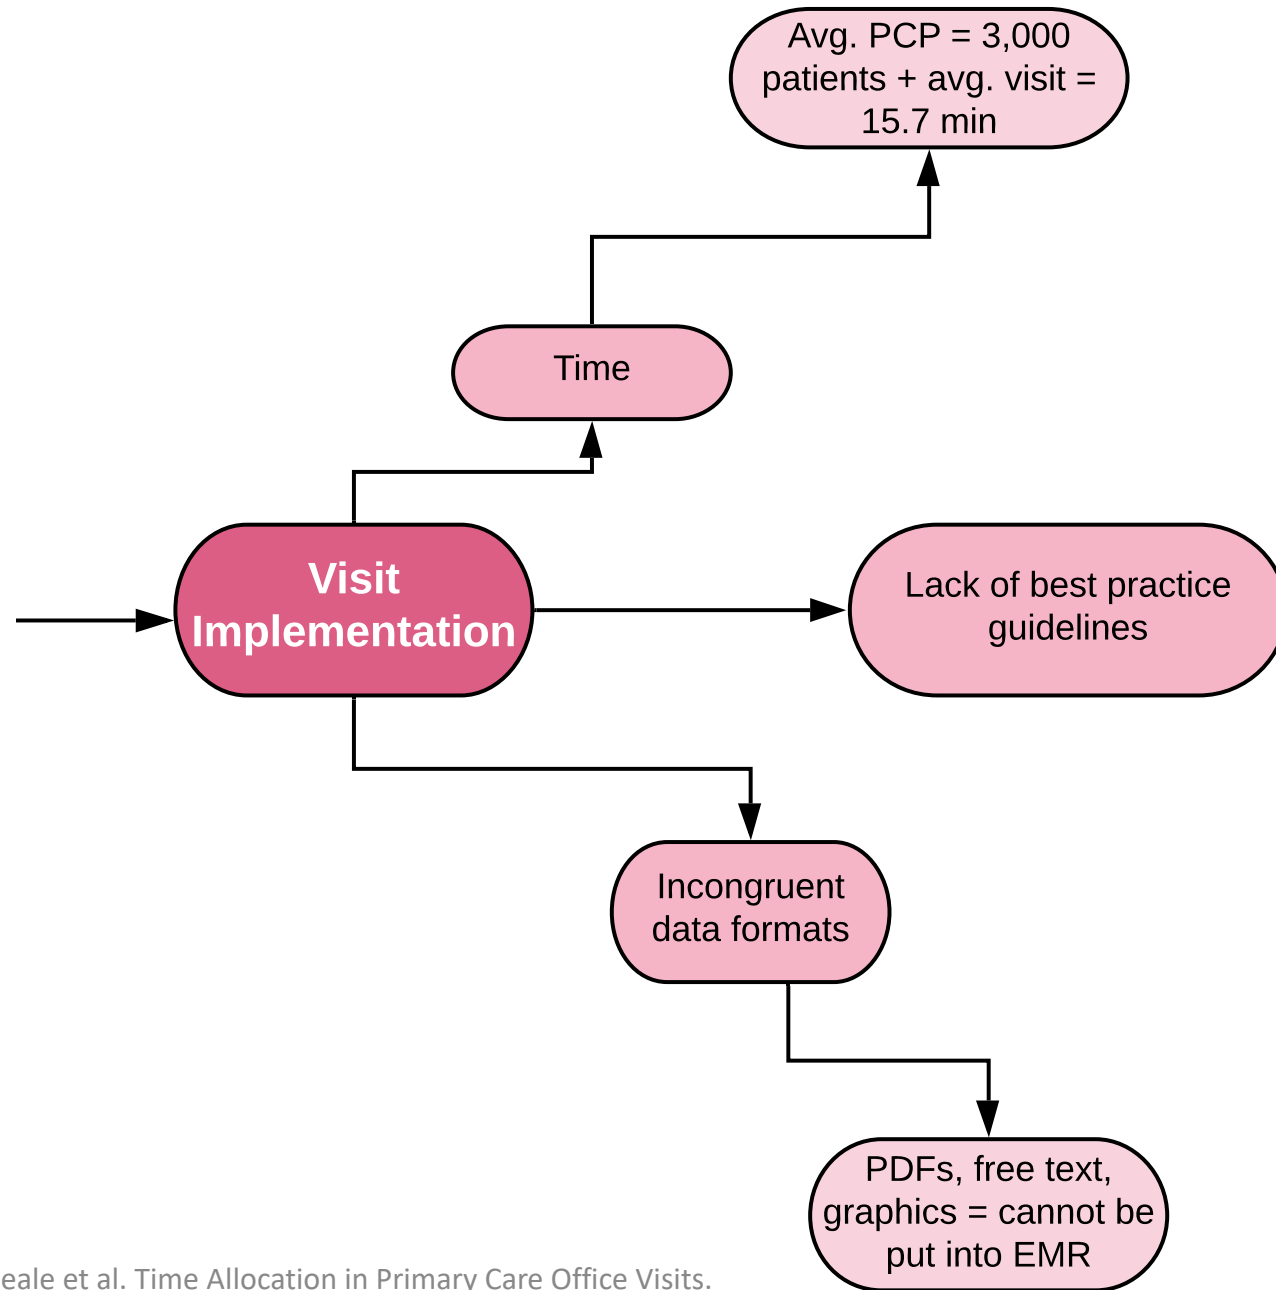 Avg. PCP = 3,000
patients + avg. visit =
15.7 min
Time
Visit
Implementation
Lack of best practice
guidelines
Incongruent
data formats
PDFs, free text,
graphics = cannot be
put into EMR
eale et al. Time Allocation in Primary Care Office Visits.